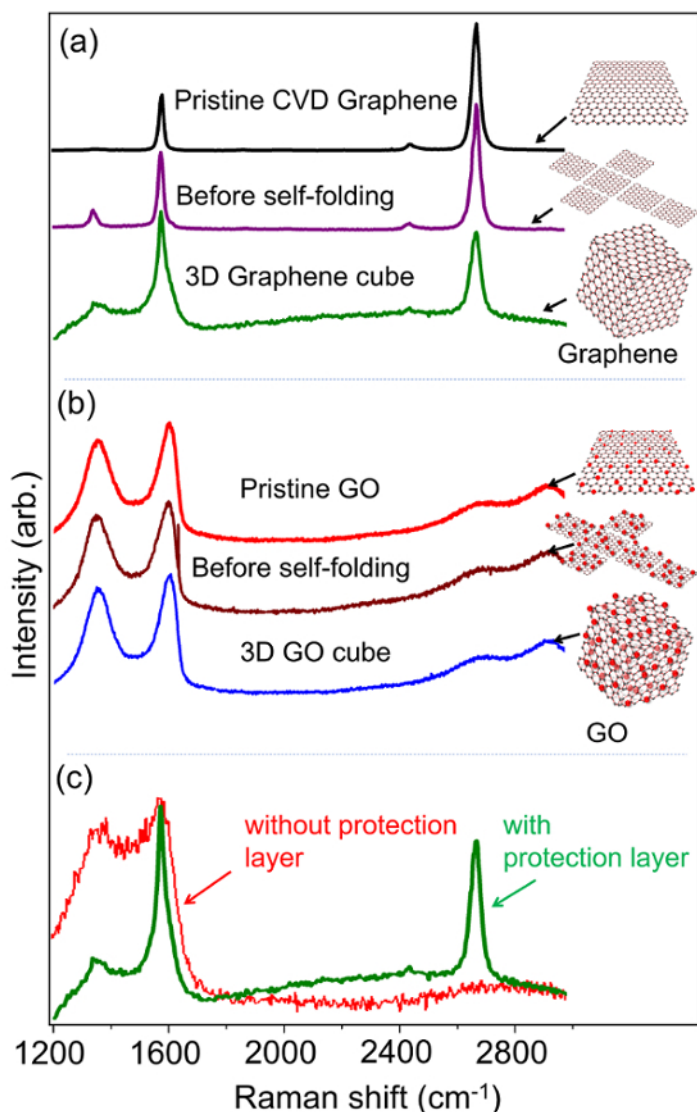 (a)
Pristine CVD Graphene
Before self-folding
3D Graphene cube
Graphene
(b)
Pristine GO
Before self-folding
3D GO cube
GO
(c)
without protection
layer
with
protection layer
Intensity (arb.)
1200 1600 2000 2400 2800
Raman shift (cm⁻¹)